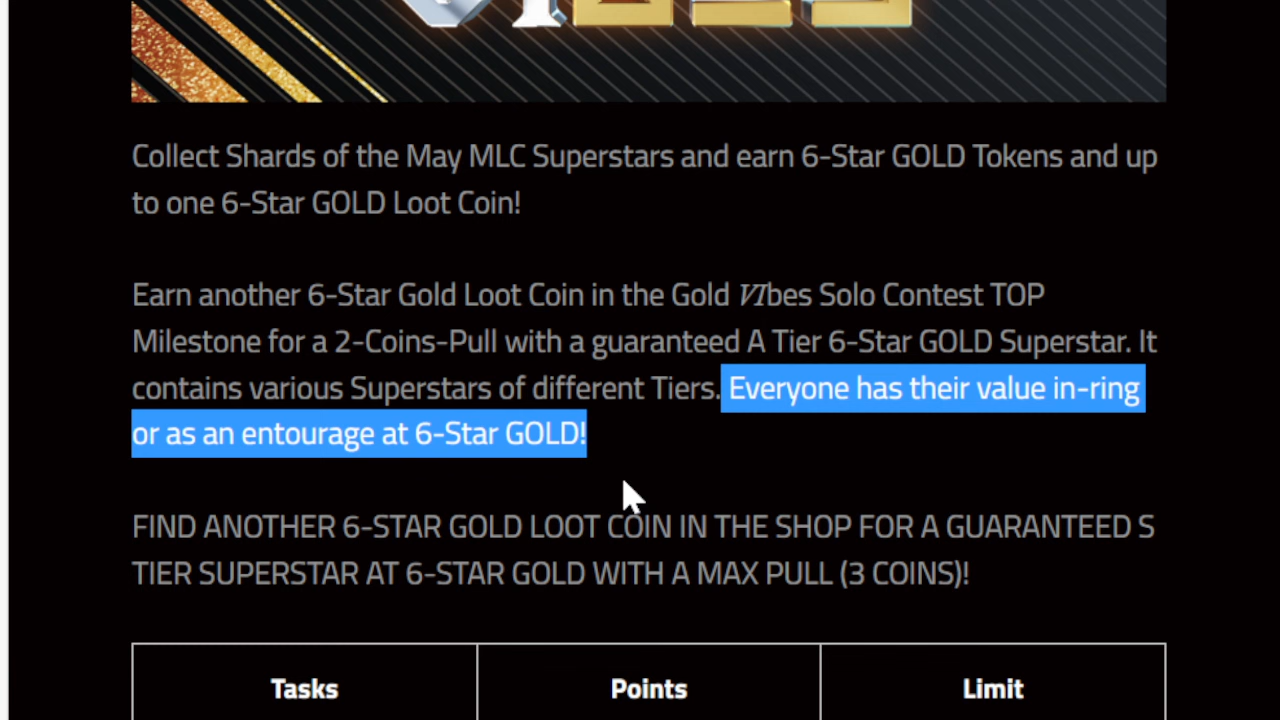 Collect Shards of the May MLC Superstars and earn 6-Star GOLD Tokens and up
to one 6-Star GOLD Loot Coin!
Earn another 6-Star Gold Loot Coin in the Gold VIbes Solo Contest TOP
Milestone for a 2-Coins-Pull with a guaranteed A Tier 6-Star GOLD Superstar. It
contains various Superstars of different Tiers. Everyone has their value in-ring
or as an entourage at 6-Star GOLD!
FIND ANOTHER 6-STAR GOLD LOOT COIN IN THE SHOP FOR A GUARANTEED S
TIER SUPERSTAR AT 6-STAR GOLD WITH A MAX PULL (3 COINS)!
Tasks Points Limit